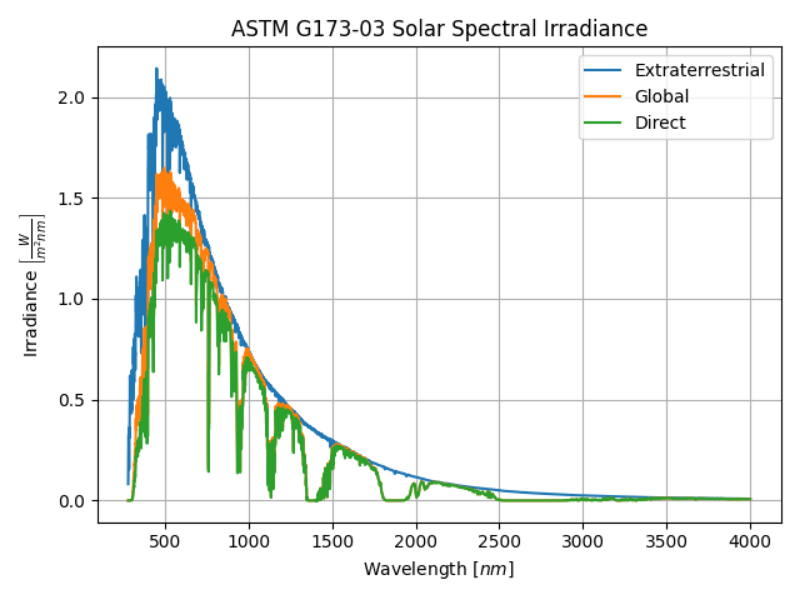 ASTM G173-03 Solar Spectral Irradiance
Extraterrestrial
Global
Direct
Irradiance [W/m²nm]
2.0
1.5
1.0
0.5
0.0
500 1000 1500 2000 2500 3000 3500 4000
Wavelength [nm]